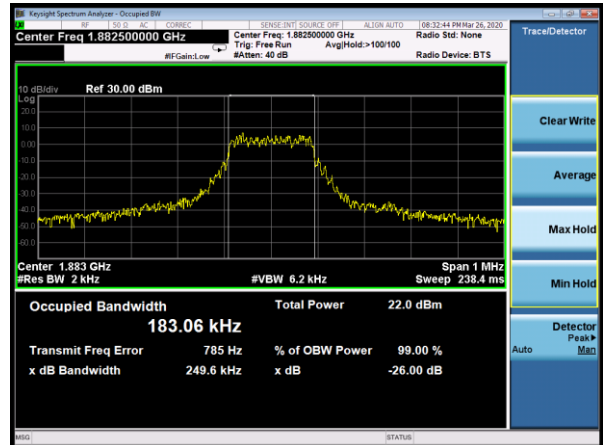 Keysight Spectrum Analyzer - Occupied BW
RF 50 Ω AC CORREC SENSE:INT SOURCE OFF ALIGN AUTO 08:32:44 PM Mar 26, 2020
Center Freq 1.882500000 GHz Center Freq: 1.882500000 GHz Radio Std: None Trace/Detector
Trig: Free Run Avg|Hold:>100/100
#IFGain:Low #Atten: 40 dB Radio Device: BTS
10 dB/div Ref 30.00 dBm
Log
20.0
10.0
0.00
-10.0
-20.0
-30.0
-40.0
-50.0
-60.0
Clear Write
Average
Max Hold
Min Hold
Detector
Peak▶
Auto Man
Center 1.883 GHz Span 1 MHz
#Res BW 2 kHz #VBW 6.2 kHz Sweep 238.4 ms
Occupied Bandwidth Total Power 22.0 dBm
183.06 kHz
Transmit Freq Error 785 Hz % of OBW Power 99.00 %
x dB Bandwidth 249.6 kHz x dB -26.00 dB
MSG STATUS